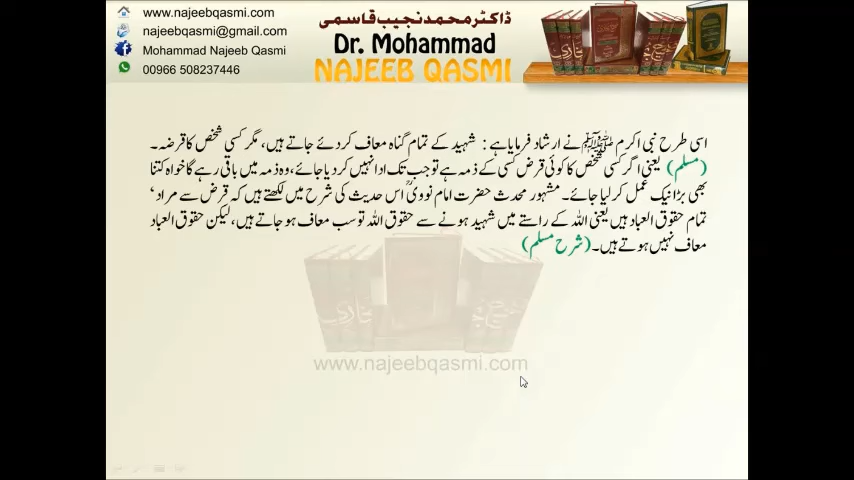 www.najeebqasmi.com
najeebqasmi@gmail.com
Mohammad Najeeb Qasmi
00966 508237446
ڈاکٹر محمد نجیب قاسمی
Dr. Mohammad
NAJEEB QASMI
اسی طرح نبی اکرم ﷺ نے ارشاد فرمایا ہے : شہید کے تمام گناہ معاف کردئے جاتے ہیں، مگر کسی شخص کا قرضہ۔
(مسلم) یعنی اگر کسی شخص کا کوئی قرض کسی کے ذمہ ہے تو جب تک ادا نہیں کردیا جائے، وہ ذمہ میں باقی رہے گا خواہ کتنا
بھی بڑا نیک عمل کرلیا جائے۔ مشہور محدث حضرت امام نوویؒ اس حدیث کی شرح میں لکھتے ہیں کہ قرض سے مراد،
تمام حقوق العباد ہیں یعنی اللہ کے راستے میں شہید ہونے سے حقوق اللہ تو سب معاف ہوجاتے ہیں، لیکن حقوق العباد
معاف نہیں ہوتے ہیں۔ (شرح مسلم)
www.najeebqasmi.com